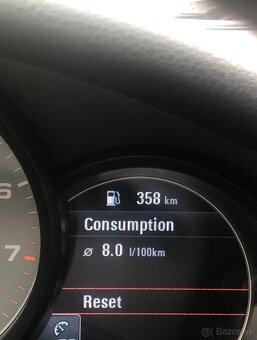 358 km
Consumption
ø 8.0 l/100km
Reset
6
7
Bazos.sk